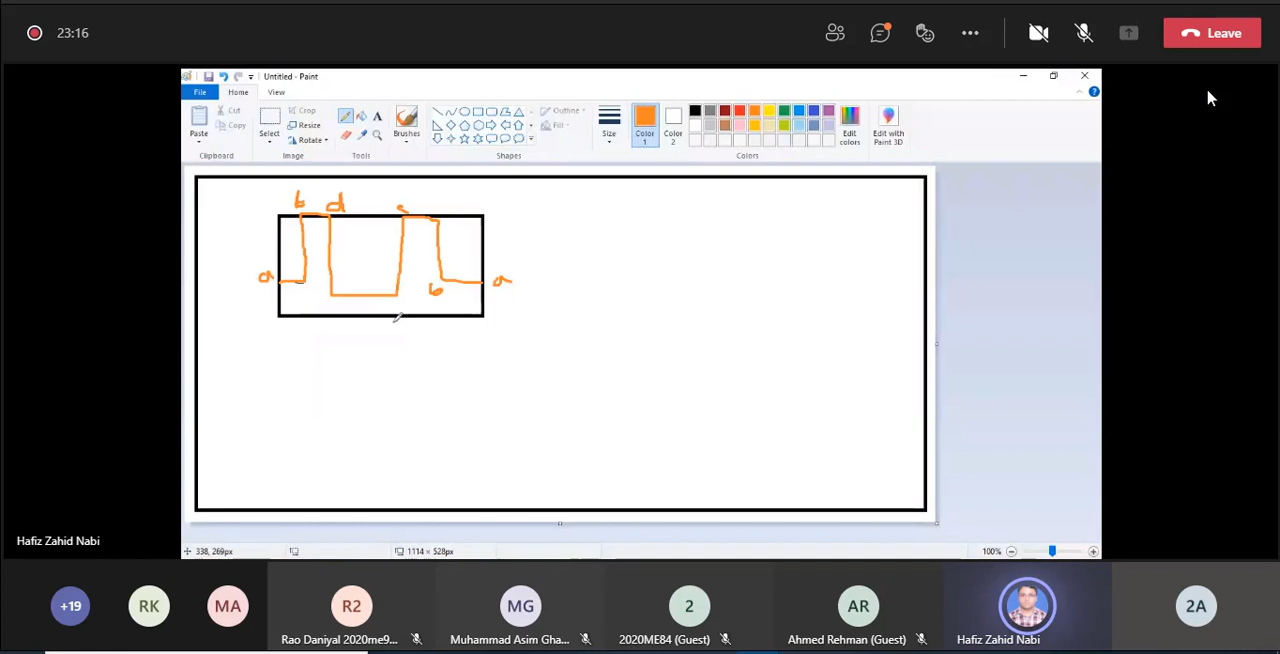 23:16
Leave
Untitled - Paint
File Home View
Paste
Cut
Copy
Clipboard
Select
Crop
Resize
Rotate
Image
Tools
Brushes
Shapes
Outline
Fill
Size
Color 1
Color 2
Edit colors
Colors
Edit with Paint 3D
b d c
a b a
338, 269px
1114 × 528px
100%
Hafiz Zahid Nabi
+19
RK
MA
R2
Rao Daniyal 2020me9...
MG
Muhammad Asim Gha...
2
2020ME84 (Guest)
AR
Ahmed Rehman (Guest)
Hafiz Zahid Nabi
2A